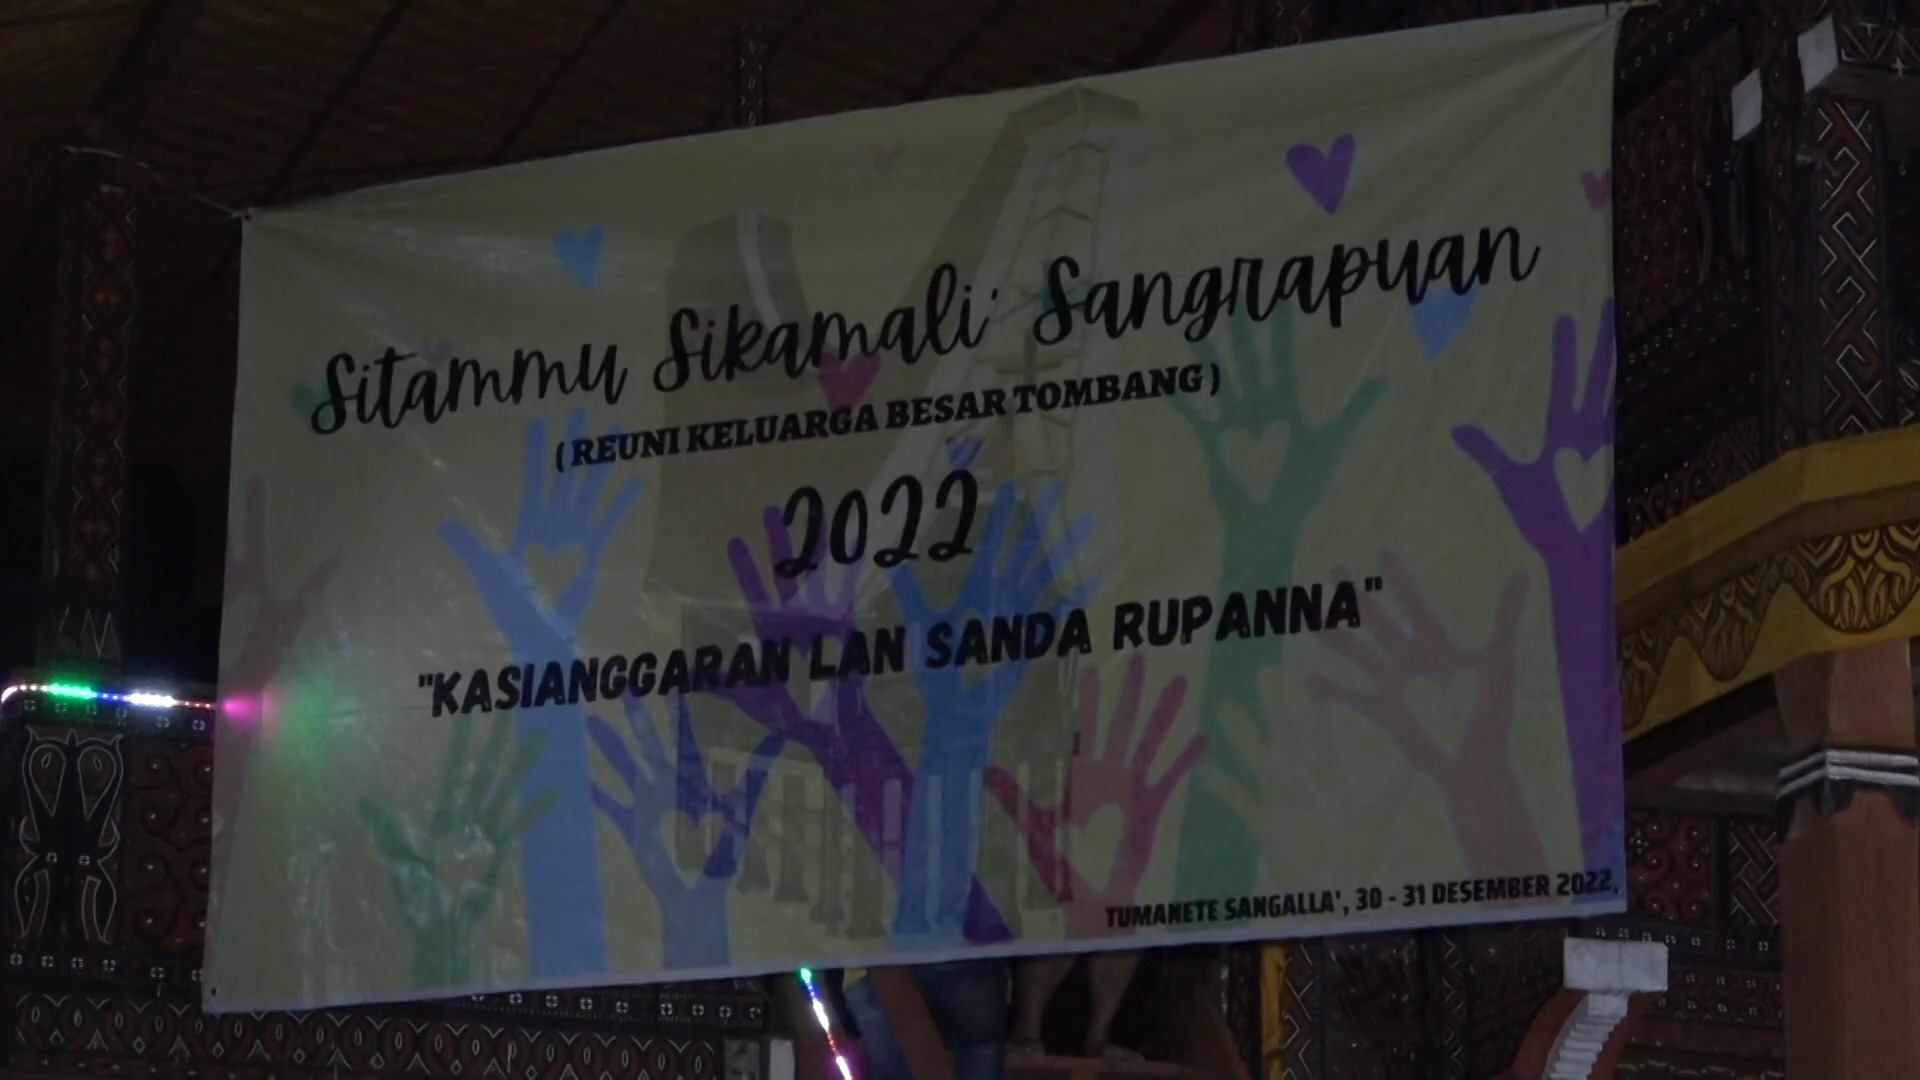 Sitammu Sikamali' Sangrapuan
( REUNI KELUARGA BESAR TOMBANG )
2022
"KASIANGGARAN LAN SANDA RUPANNA"
TUMANETE SANGALLA', 30 - 31 DESEMBER 2022,